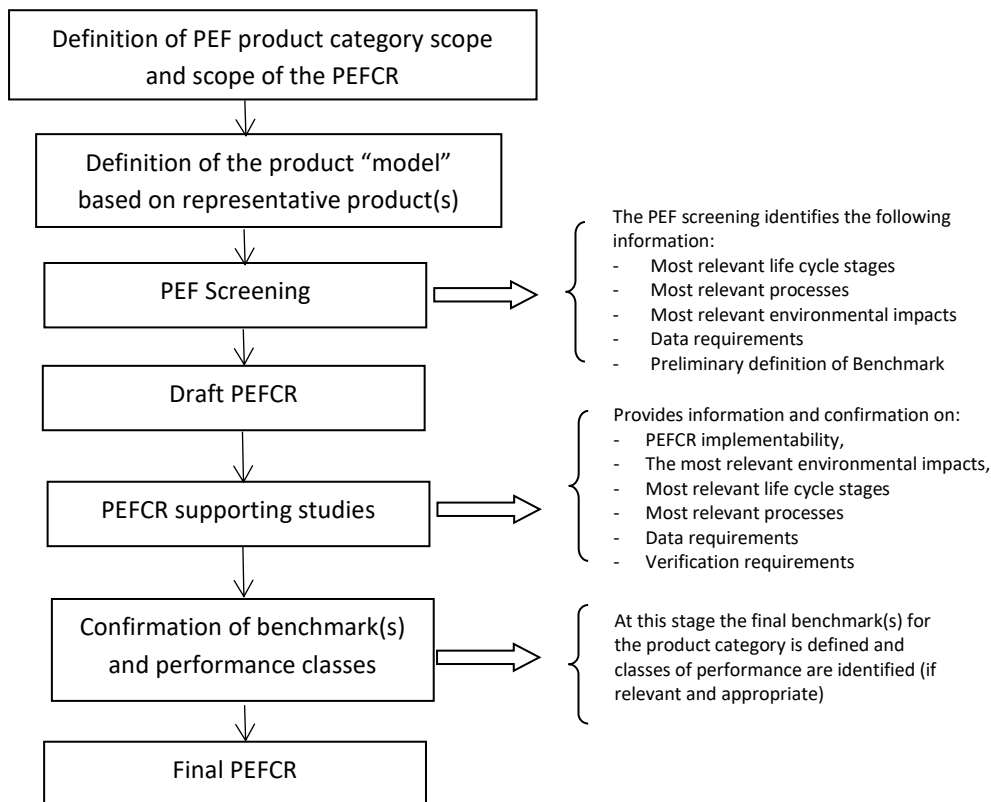 Definition of PEF product category scope
and scope of the PEFCR
Definition of the product “model”
based on representative product(s)
The PEF screening identifies the following
information:
- Most relevant life cycle stages
- Most relevant processes
- Most relevant environmental impacts
- Data requirements
- Preliminary definition of Benchmark
PEF Screening
Draft PEFCR
Provides information and confirmation on:
- PEFCR implementability,
- The most relevant environmental impacts,
- Most relevant life cycle stages
- Most relevant processes
- Data requirements
- Verification requirements
PEFCR supporting studies
Confirmation of benchmark(s)
and performance classes
At this stage the final benchmark(s) for
the product category is defined and
classes of performance are identified (if
relevant and appropriate)
Final PEFCR